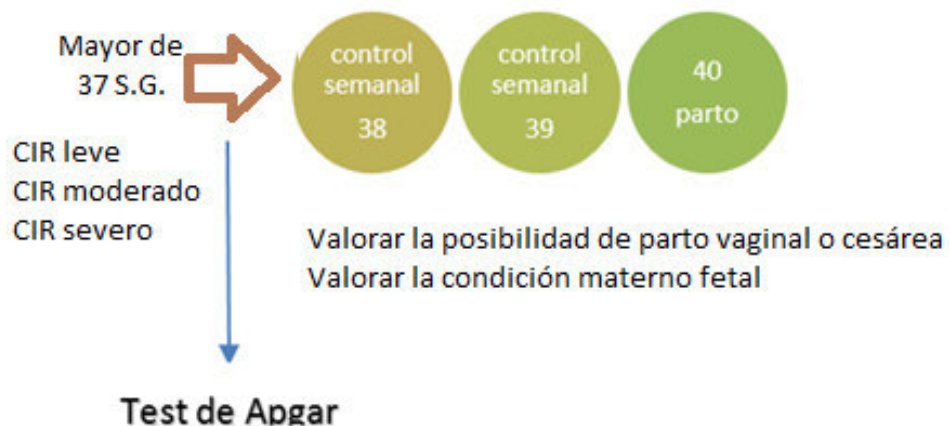 Mayor de
37 S.G.
control
semanal
38
control
semanal
39
40
parto
CIR leve
CIR moderado
CIR severo
Valorar la posibilidad de parto vaginal o cesárea
Valorar la condición materno fetal
Test de Apgar